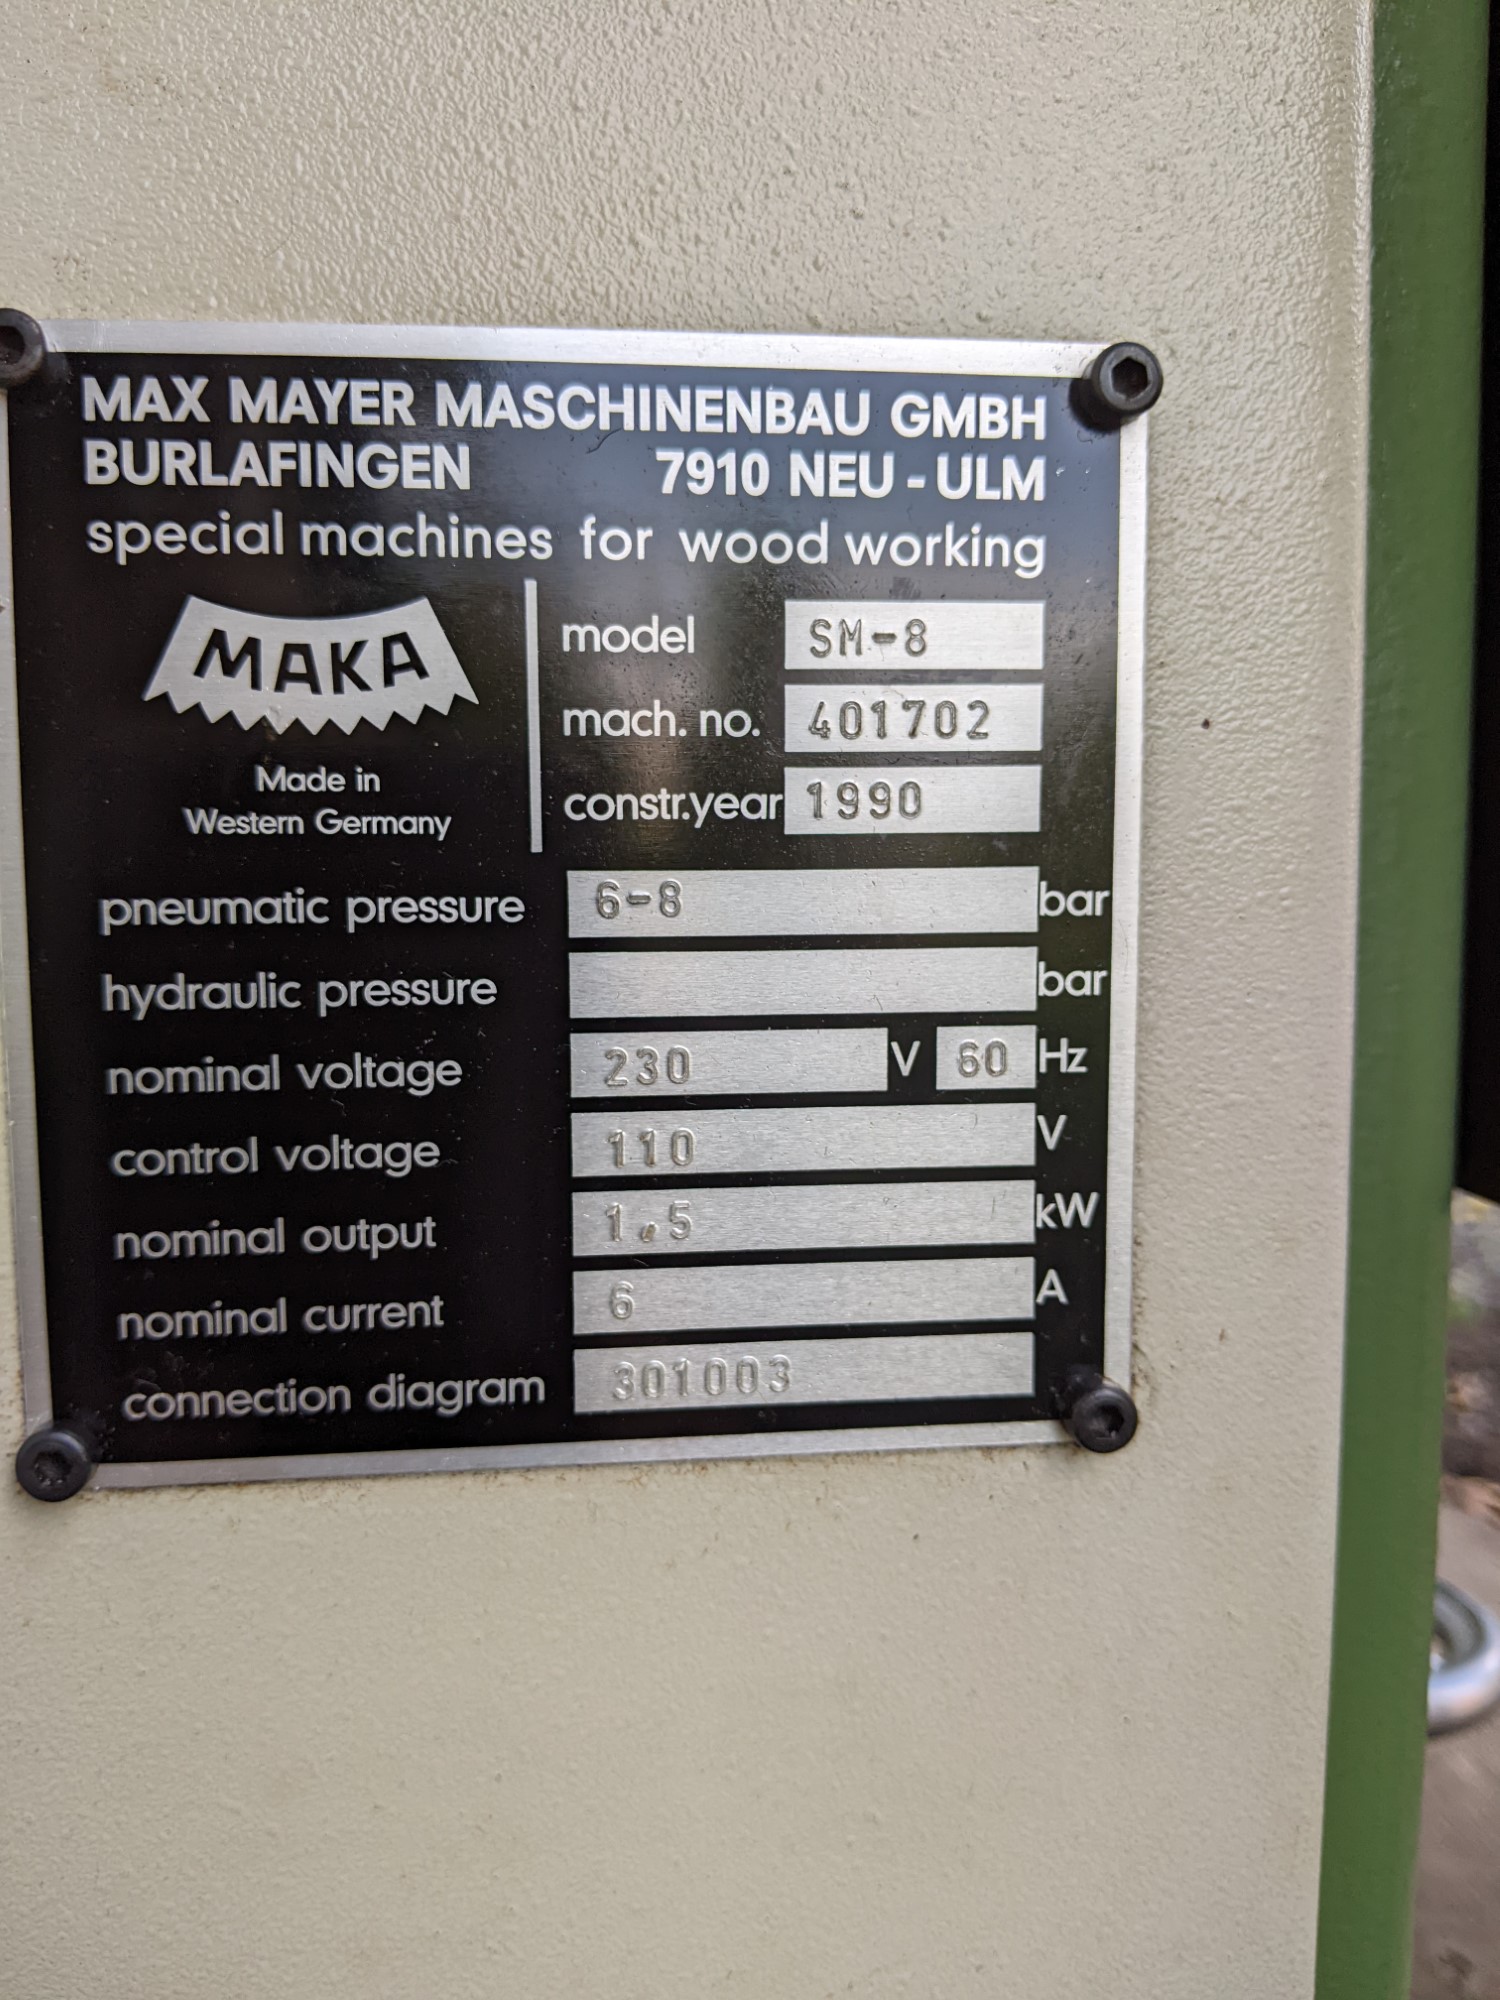 MAX MAYER MASCHINENBAU GMBH
BURLAFINGEN 7910 NEU-ULM
special machines for wood working
MAKA
Made in
Western Germany
model SM-8
mach. no. 401702
constr.year 1990
pneumatic pressure 6-8 bar
hydraulic pressure bar
nominal voltage 230 V 60 Hz
control voltage 110 V
nominal output 1,5 kW
nominal current 6 A
connection diagram 301003